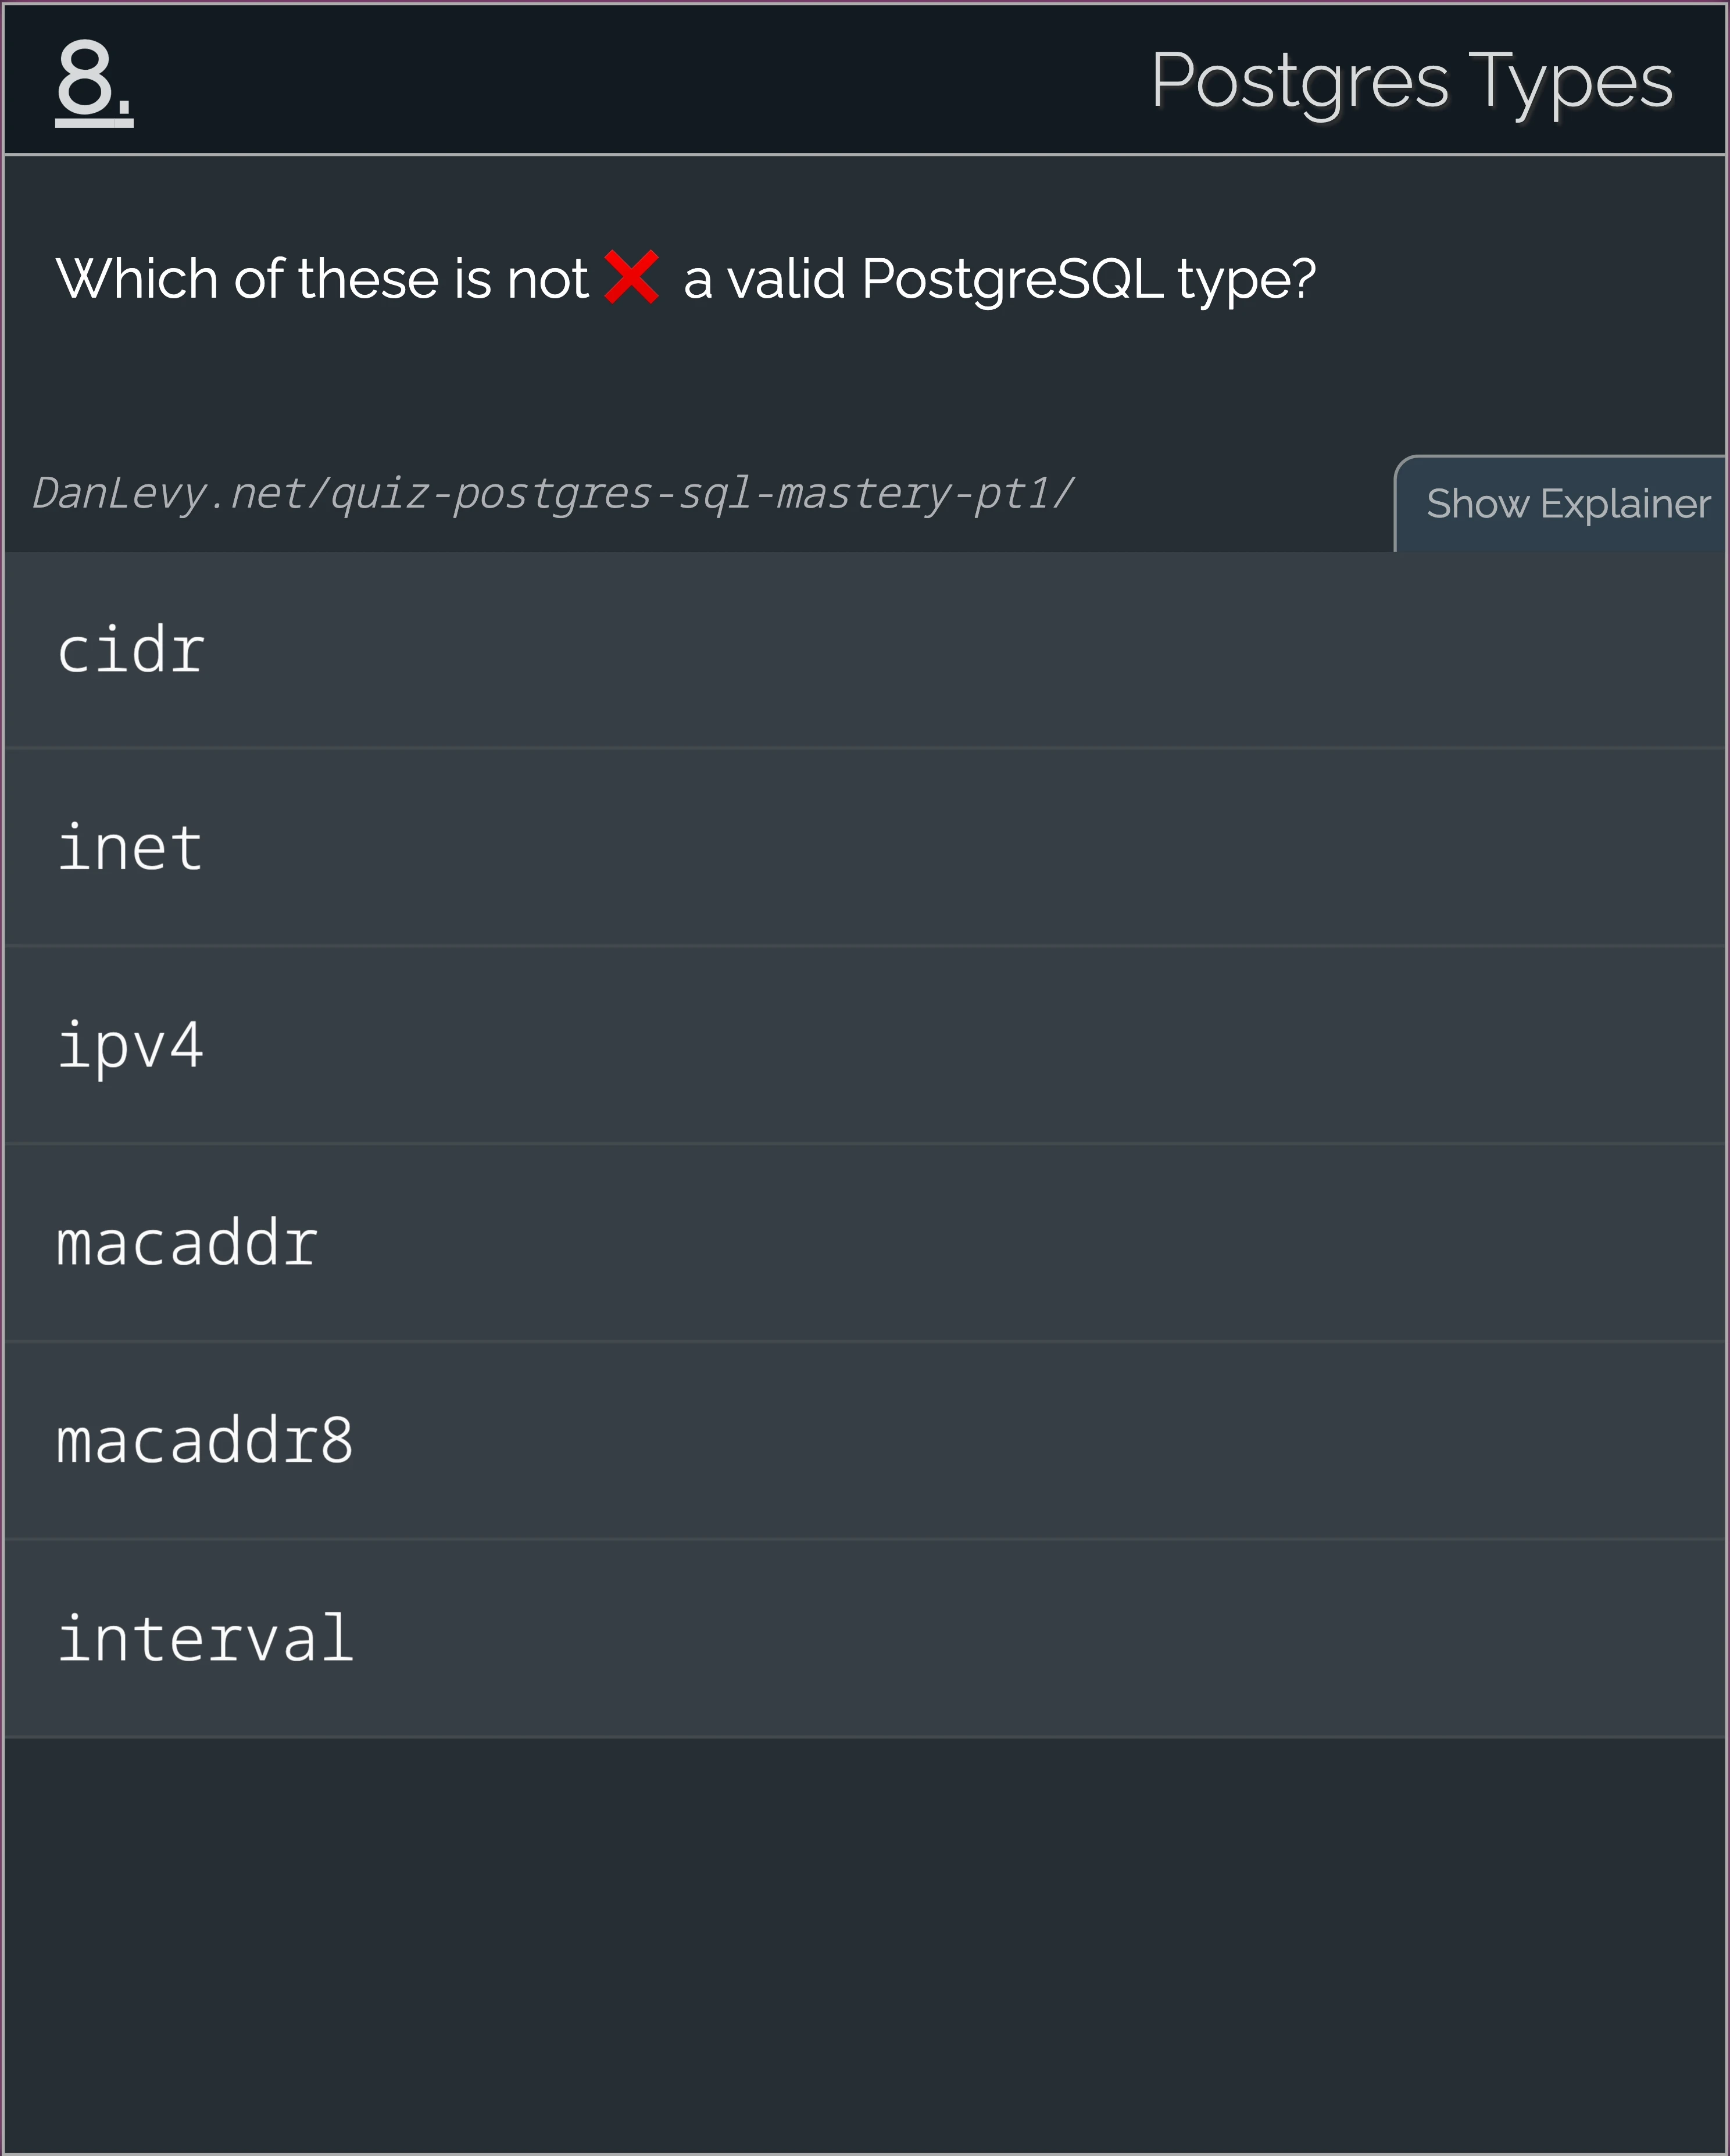 8.
Postgres Types
Which of these is not ❌ a valid PostgreSQL type?
DanLevy.net/quiz-postgres-sql-mastery-pt1/
Show Explainer
cidr
inet
ipv4
macaddr
macaddr8
interval